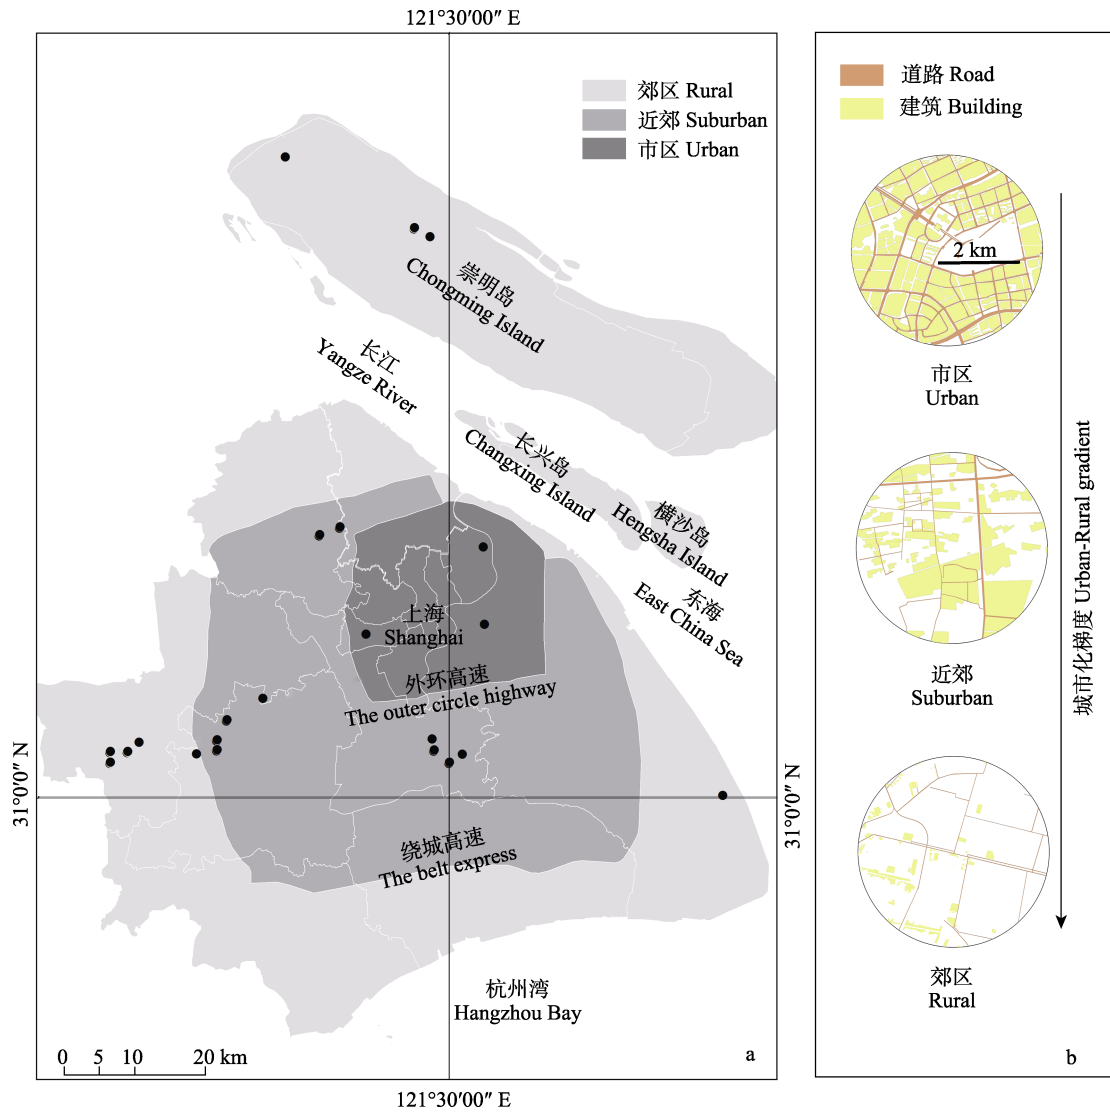 121°30′00″ E
郊区 Rural
近郊 Suburban
市区 Urban
崇明岛
Chongming Island
长江
Yangze River
长兴岛
Changxing Island
横沙岛
Hengsha Island
东海
East China Sea
上海
Shanghai
外环高速
The outer circle highway
31°0′0″ N
31°0′0″ N
绕城高速
The belt express
杭州湾
Hangzhou Bay
0 5 10 20 km
a
121°30′00″ E
道路 Road
建筑 Building
2 km
市区
Urban
近郊
Suburban
郊区
Rural
城市化梯度 Urban-Rural gradient
b